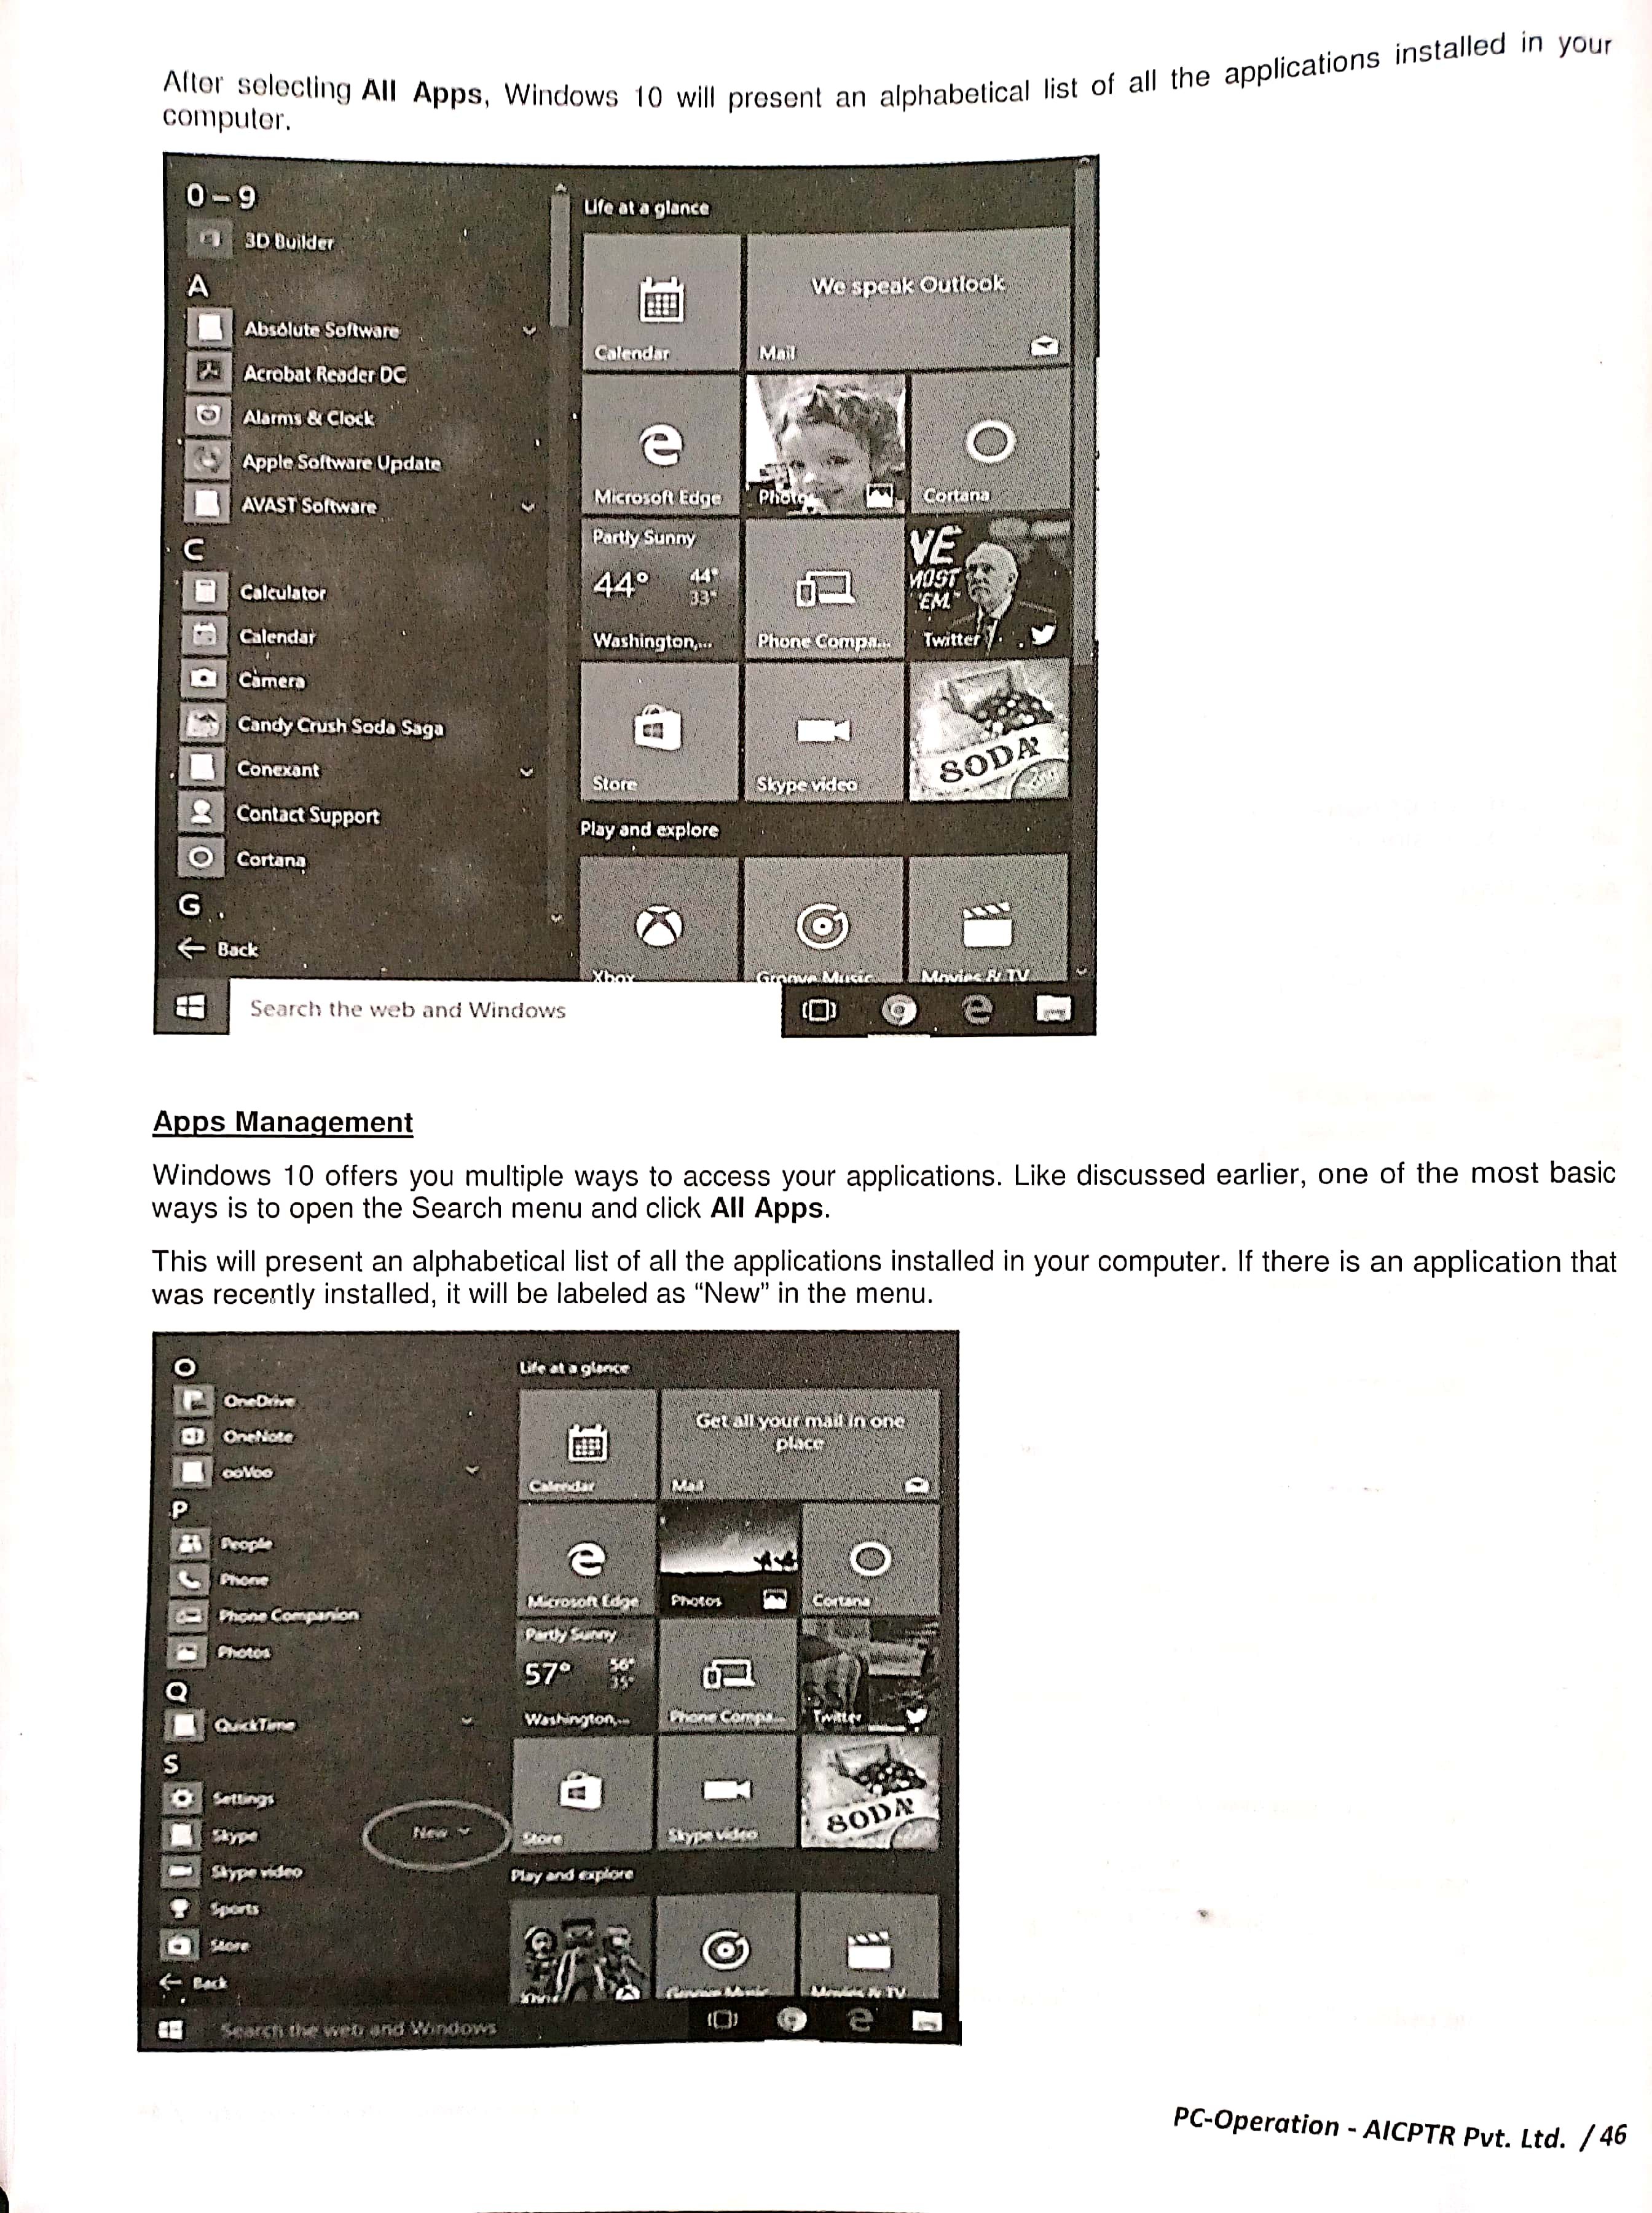 After selecting All Apps, Windows 10 will present an alphabetical list of all the applications installed in your
computer.
0 – 9
3D Builder
A
Absolute Software
Acrobat Reader DC
Alarms & Clock
Apple Software Update
AVAST Software
C
Calculator
Calendar
Camera
Candy Crush Soda Saga
Conexant
Contact Support
Cortana
G
Back
Life at a glance
Calendar
We speak Outlook
Mail
Microsoft Edge
Photos
Cortana
Partly Sunny
44° 44°
33°
Washington,...
Phone Compa...
VE
MOST
'EM."
Twitter
Store
Skype video
SODA
Play and explore
Xbox
Groove Music
Movies & TV
Search the web and Windows
Apps Management
Windows 10 offers you multiple ways to access your applications. Like discussed earlier, one of the most basic
ways is to open the Search menu and click All Apps.
This will present an alphabetical list of all the applications installed in your computer. If there is an application that
was recently installed, it will be labeled as “New” in the menu.
O
OneDrive
OneNote
ooVoo
P
People
Phone
Phone Companion
Photos
Q
QuickTime
S
Settings
Skype New
Skype video
Sports
Store
Back
Life at a glance
Calendar
Get all your mail in one
place
Mail
Microsoft Edge
Photos
Cortana
Partly Sunny
57° 56°
35°
Washington,...
Phone Compa...
Twitter
Store
Skype video
SODA
Play and explore
Xbox
Groove Music
Movies & TV
Search the web and Windows
PC-Operation - AICPTR Pvt. Ltd. / 46